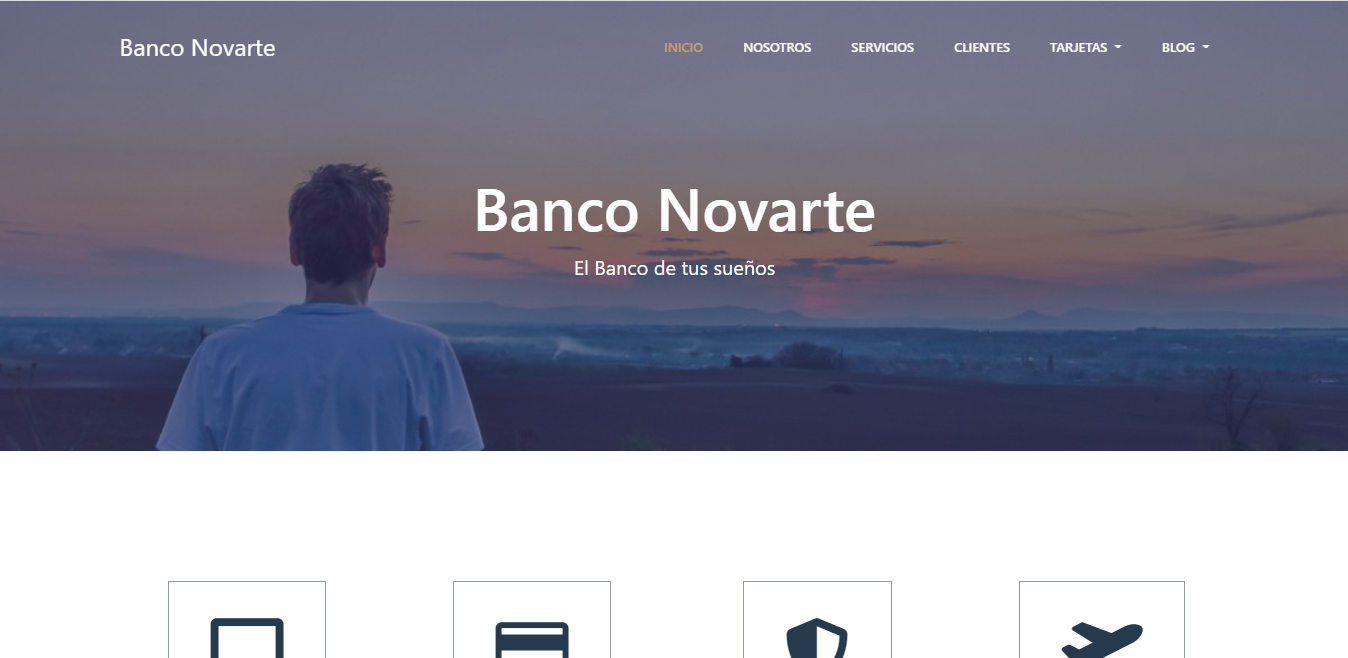 Banco Novarte
INICIO NOSOTROS SERVICIOS CLIENTES TARJETAS BLOG
Banco Novarte
El Banco de tus sueños